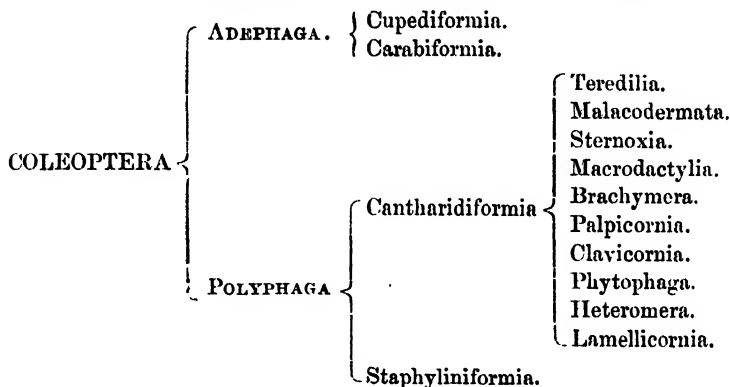 ADEPHAGA.
Cupediformia.
Carabiformia.
COLEOPTERA
Teredilia.
Malacodermata.
Sternoxia.
Macrodactylia.
Cantharidiformia
Brachymera.
Palpicornia.
Clavicornia.
POLYPHAGA
Phytophaga.
Heteromera.
Lamellicornia.
Staphyliniformia.